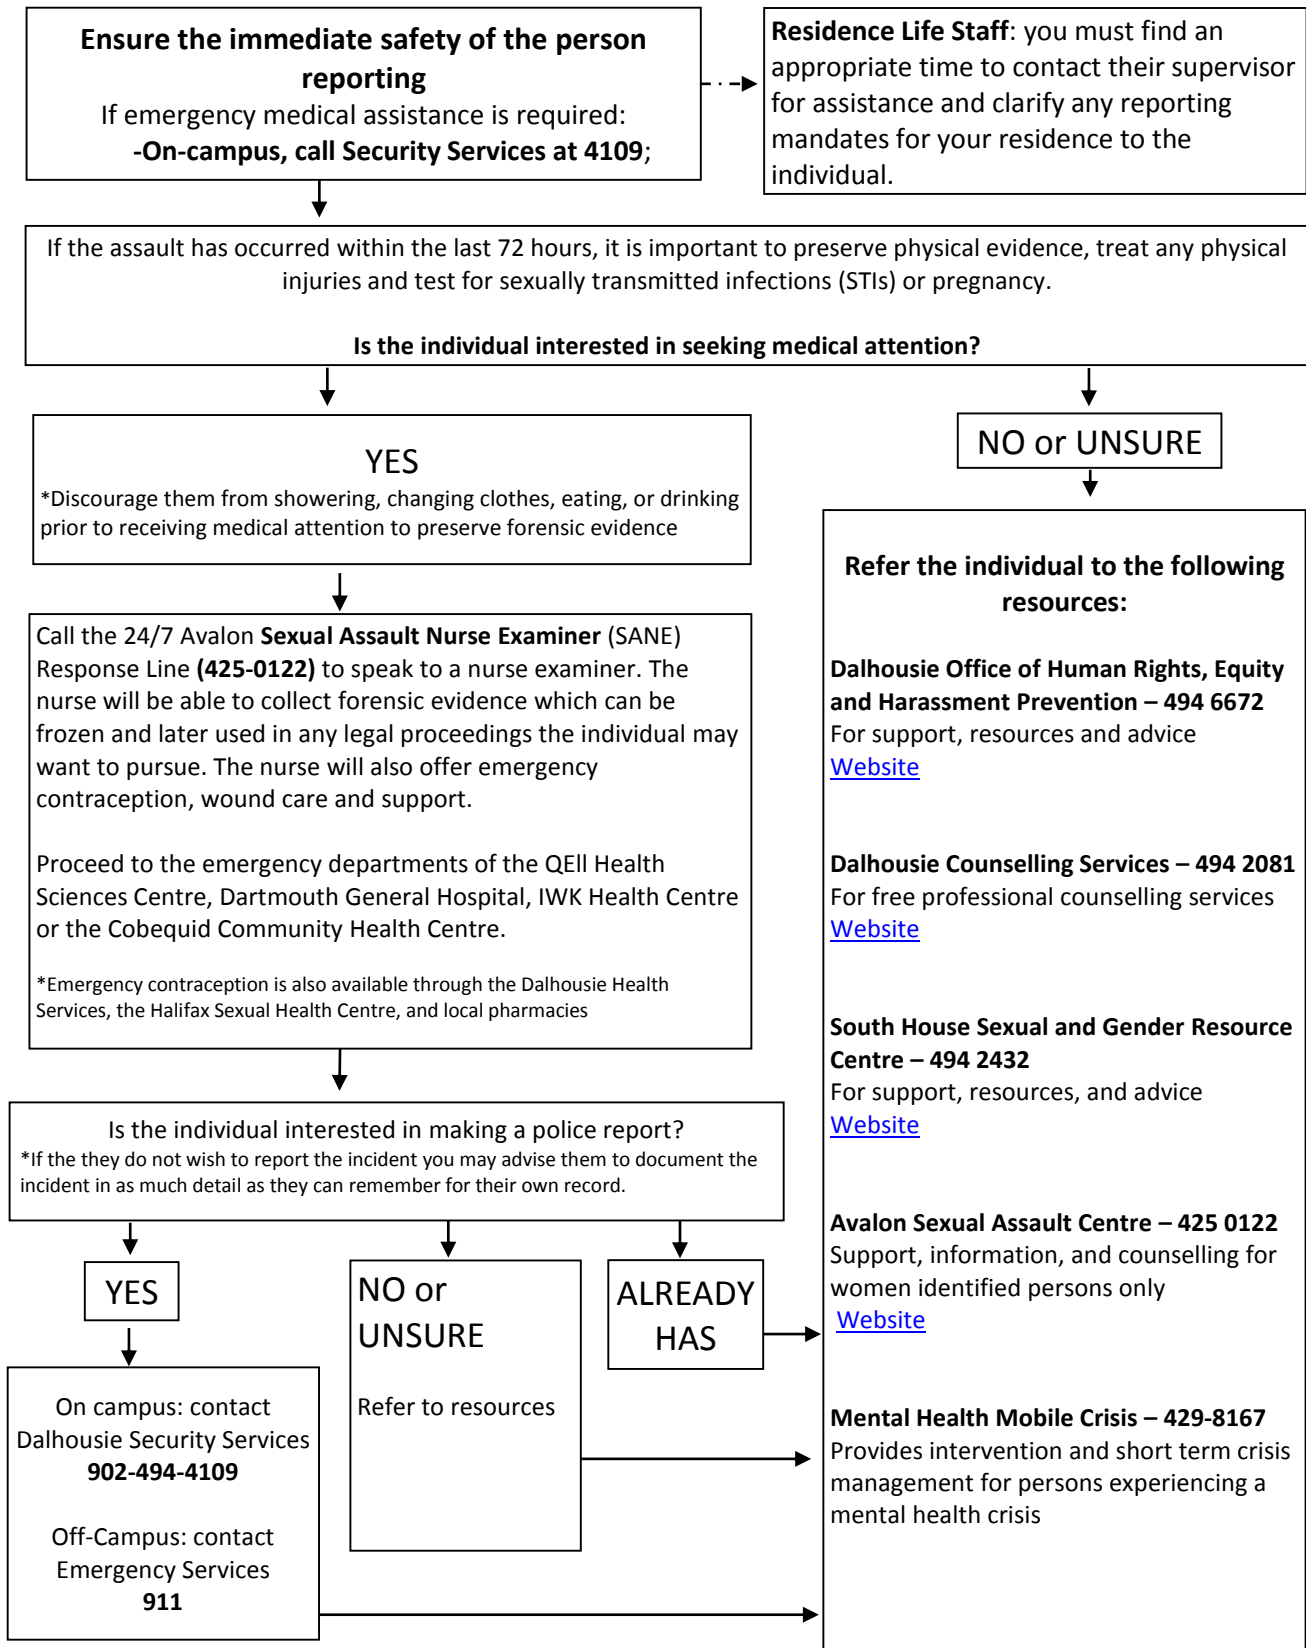 Ensure the immediate safety of the person
reporting
If emergency medical assistance is required:
-On-campus, call Security Services at 4109;
Residence Life Staff: you must find an
appropriate time to contact their supervisor
for assistance and clarify any reporting
mandates for your residence to the
individual.
If the assault has occurred within the last 72 hours, it is important to preserve physical evidence, treat any physical
injuries and test for sexually transmitted infections (STIs) or pregnancy.
Is the individual interested in seeking medical attention?
YES
*Discourage them from showering, changing clothes, eating, or drinking
prior to receiving medical attention to preserve forensic evidence
Call the 24/7 Avalon Sexual Assault Nurse Examiner (SANE)
Response Line (425-0122) to speak to a nurse examiner. The
nurse will be able to collect forensic evidence which can be
frozen and later used in any legal proceedings the individual may
want to pursue. The nurse will also offer emergency
contraception, wound care and support.
Proceed to the emergency departments of the QEll Health
Sciences Centre, Dartmouth General Hospital, IWK Health Centre
or the Cobequid Community Health Centre.
*Emergency contraception is also available through the Dalhousie Health
Services, the Halifax Sexual Health Centre, and local pharmacies
Is the individual interested in making a police report?
*If the they do not wish to report the incident you may advise them to document the
incident in as much detail as they can remember for their own record.
YES
On campus: contact
Dalhousie Security Services
902-494-4109
Off-Campus: contact
Emergency Services
911
NO or
UNSURE
Refer to resources
ALREADY
HAS
NO or UNSURE
Refer the individual to the following
resources:
Dalhousie Office of Human Rights, Equity
and Harassment Prevention – 494 6672
For support, resources and advice
Website
Dalhousie Counselling Services – 494 2081
For free professional counselling services
Website
South House Sexual and Gender Resource
Centre – 494 2432
For support, resources, and advice
Website
Avalon Sexual Assault Centre – 425 0122
Support, information, and counselling for
women identified persons only
Website
Mental Health Mobile Crisis – 429-8167
Provides intervention and short term crisis
management for persons experiencing a
mental health crisis